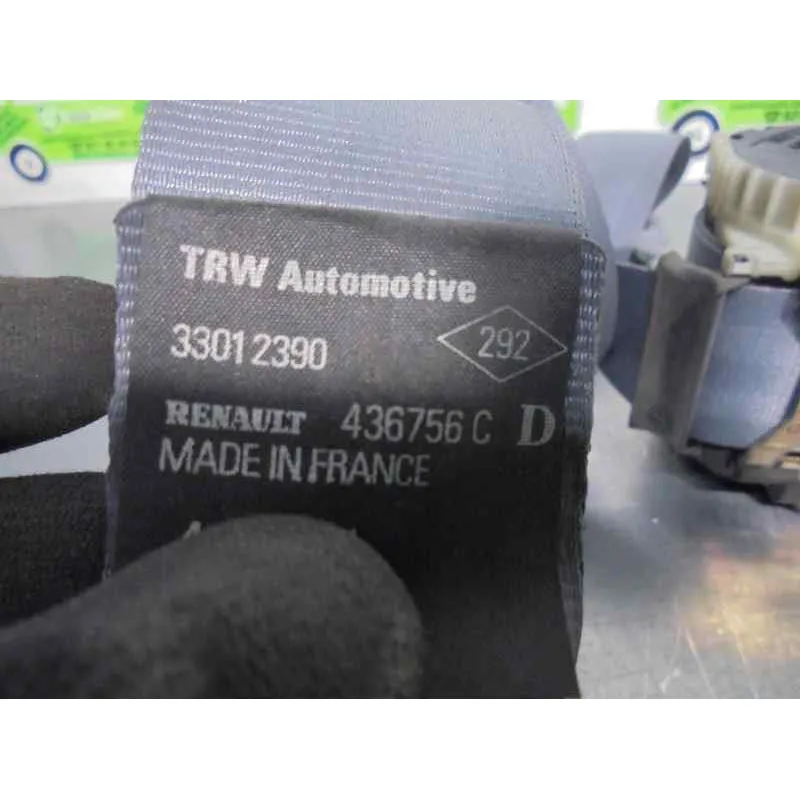 TRW Automotive
33012390
292
RENAULT 436756 C D
MADE IN FRANCE